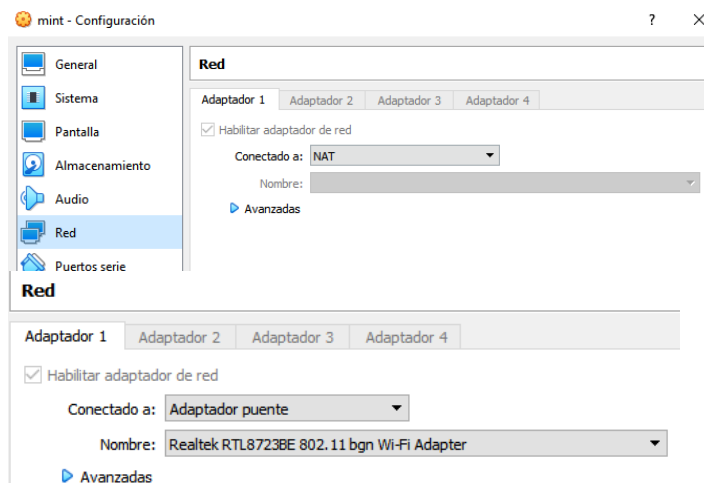 mint - Configuración ? ×
General
Red
Sistema
Adaptador 1 Adaptador 2 Adaptador 3 Adaptador 4
Pantalla
Habilitar adaptador de red
Conectado a: NAT
Almacenamiento
Nombre:
Audio
Avanzadas
Red
Puertos serie
Red
Adaptador 1 Adaptador 2 Adaptador 3 Adaptador 4
Habilitar adaptador de red
Conectado a: Adaptador puente
Nombre: Realtek RTL8723BE 802.11 bgn Wi-Fi Adapter
Avanzadas